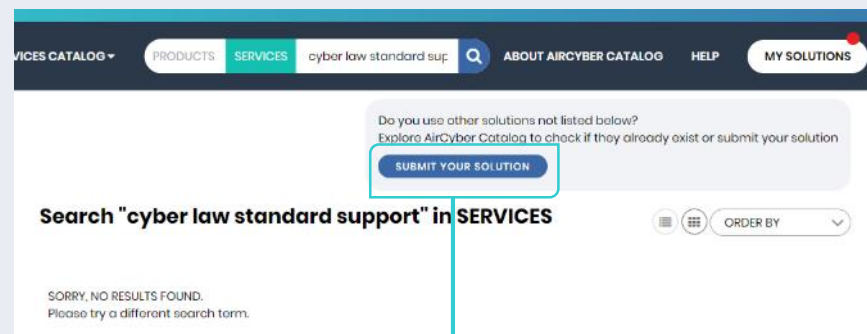 VICES CATALOG PRODUCTS SERVICES cyber law standard sup ABOUT AIRCYBER CATALOG HELP MY SOLUTIONS
Do you use other solutions not listed below?
Explore AirCyber Catalog to check if they already exist or submit your solution
SUBMIT YOUR SOLUTION
Search "cyber law standard support" in SERVICES
ORDER BY
SORRY, NO RESULTS FOUND.
Please try a different search term.